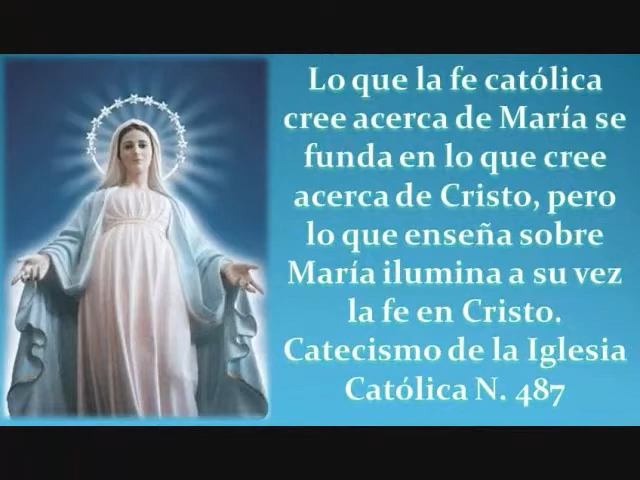 Lo que la fe católica
cree acerca de María se
funda en lo que cree
acerca de Cristo, pero
lo que enseña sobre
María ilumina a su vez
la fe en Cristo.
Catecismo de la Iglesia
Católica N. 487